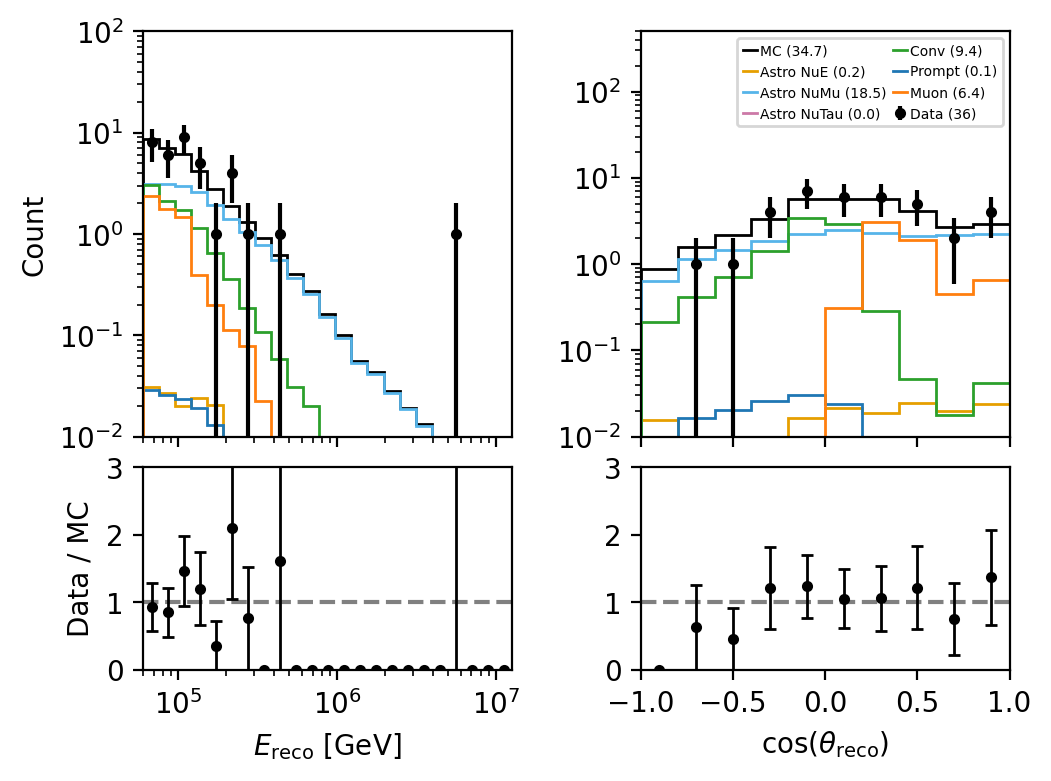 10² 10¹ 10⁰ 10⁻¹ 10⁻²
Count
10² 10¹ 10⁰ 10⁻¹ 10⁻²
MC (34.7)
Astro NuE (0.2)
Astro NuMu (18.5)
Astro NuTau (0.0)
Conv (9.4)
Prompt (0.1)
Muon (6.4)
Data (36)
3 2 1 0
Data / MC
10⁵ 10⁶ 10⁷
E_reco [GeV]
3 2 1 0
−1.0 −0.5 0.0 0.5 1.0
cos(θ_reco)